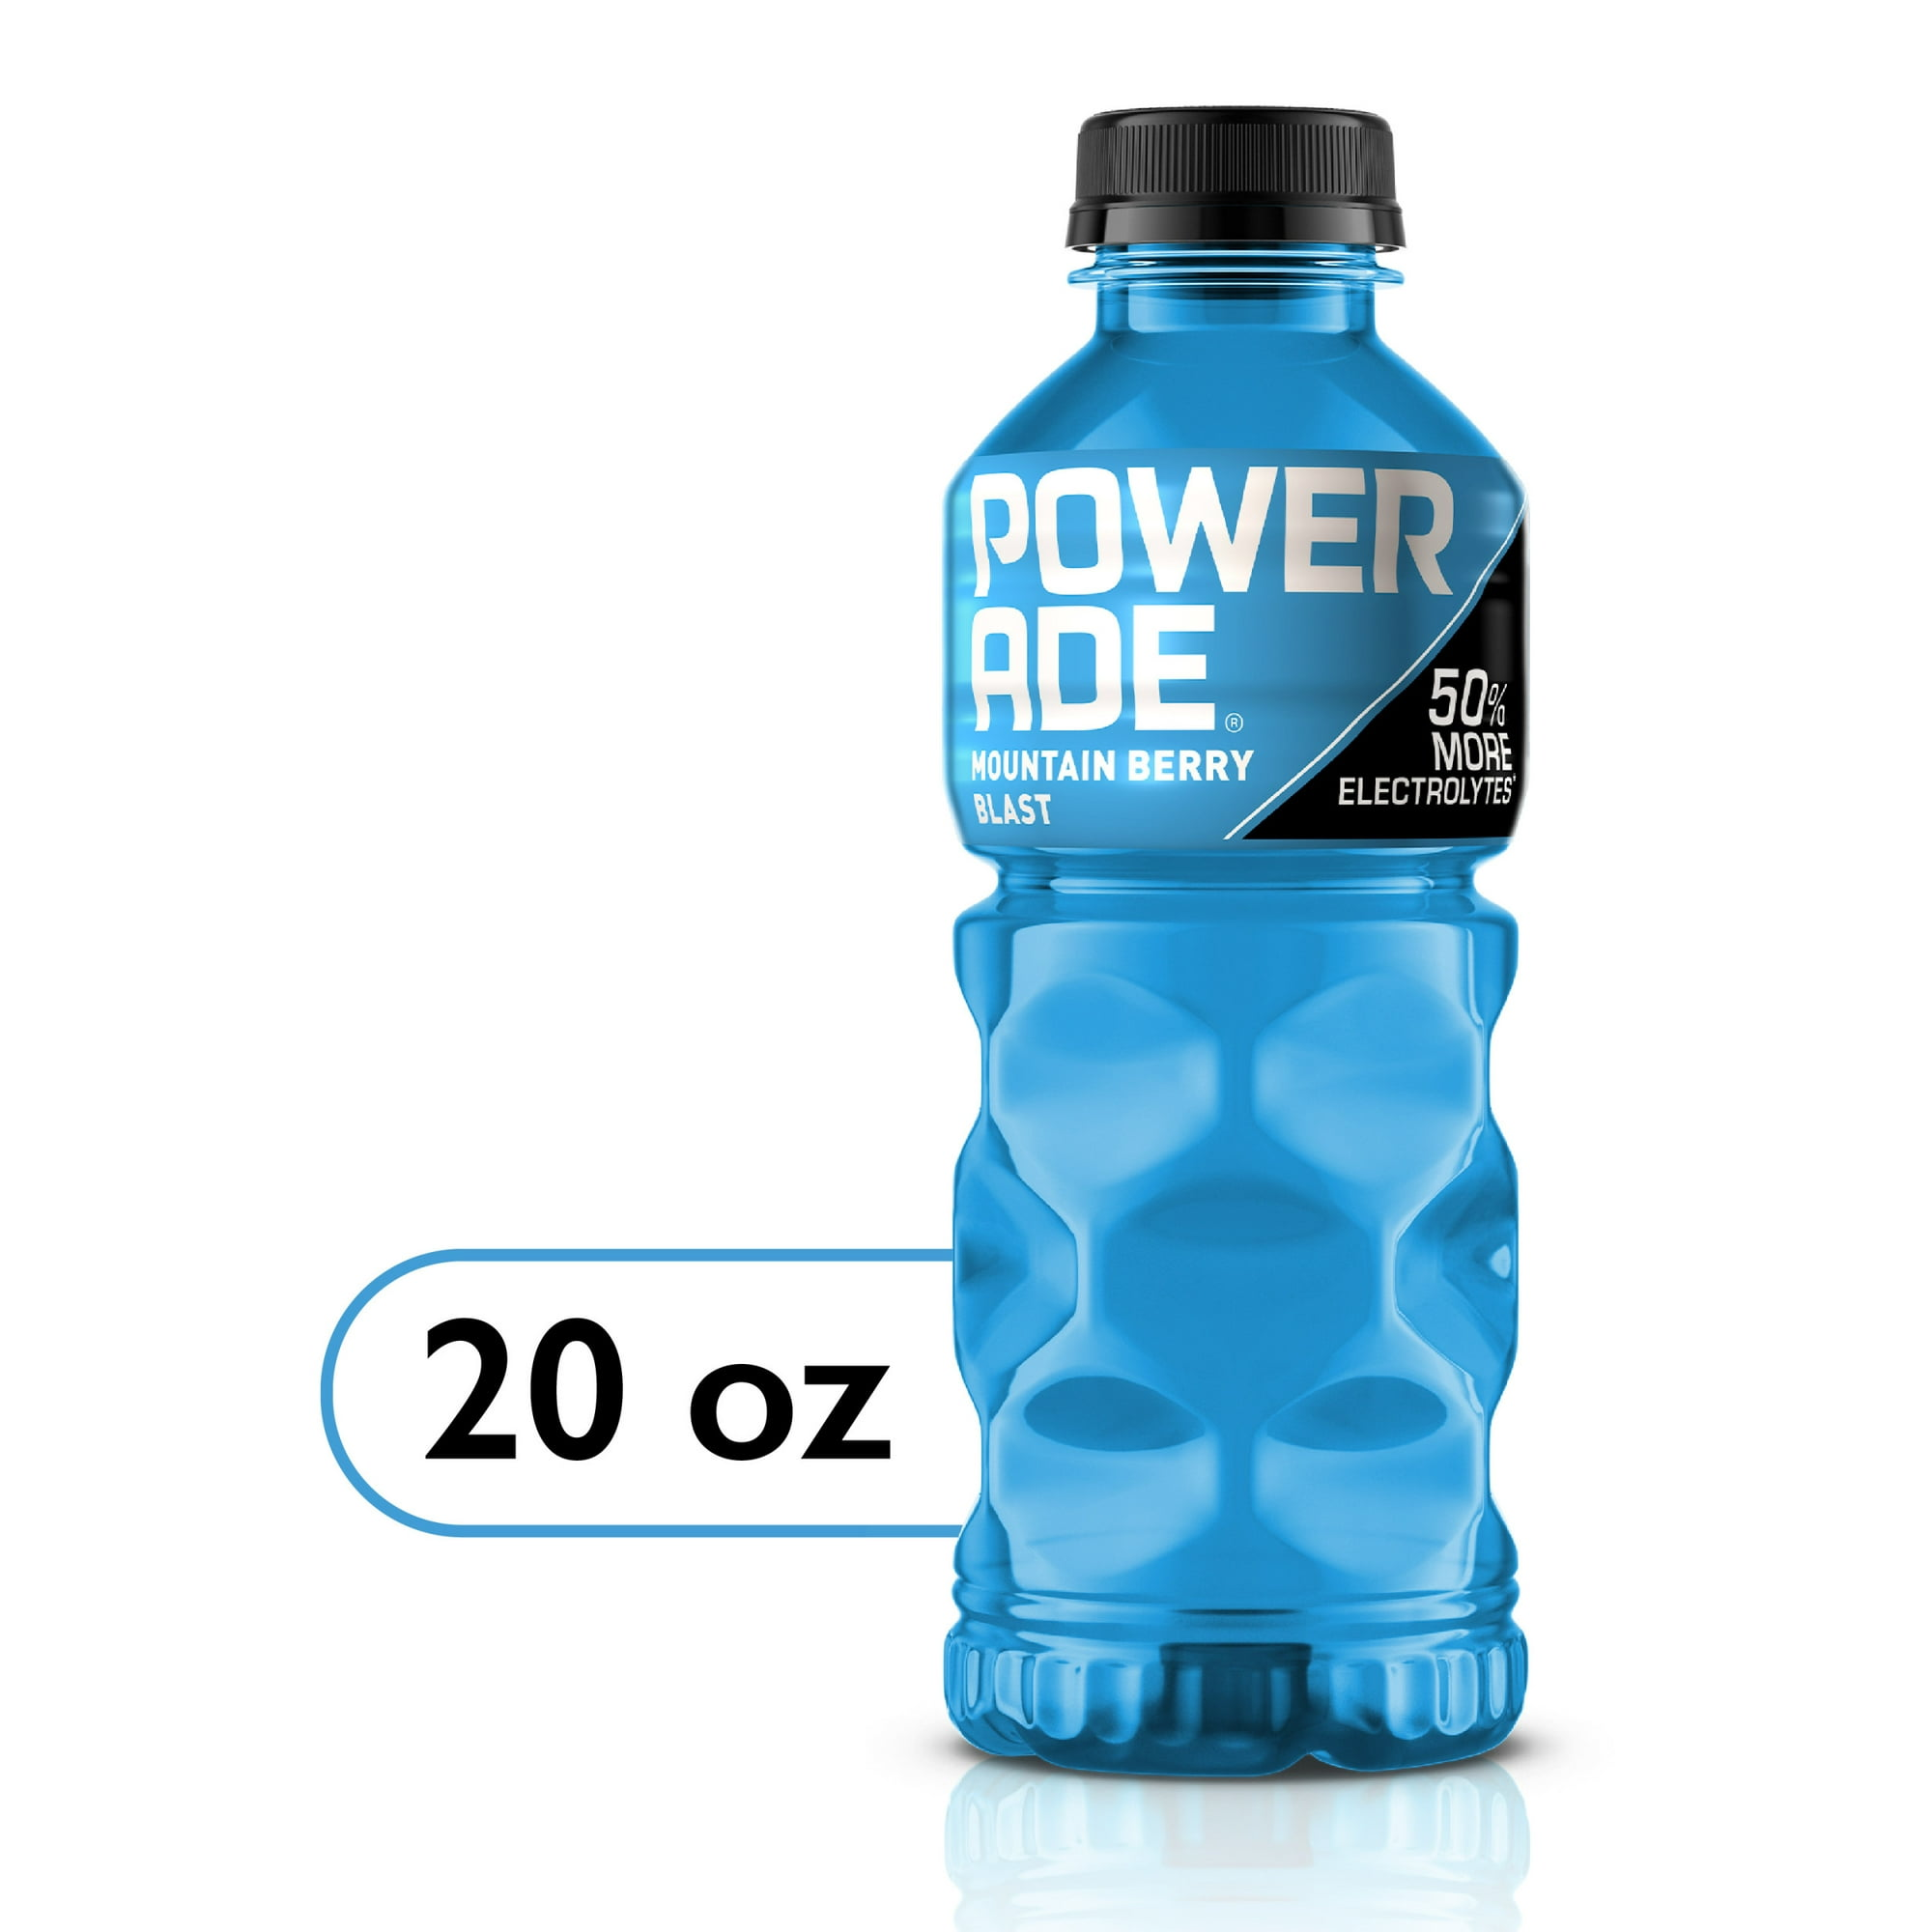 POWER
ADE®
MOUNTAIN BERRY
BLAST
50%
MORE
ELECTROLYTES*
20 oz